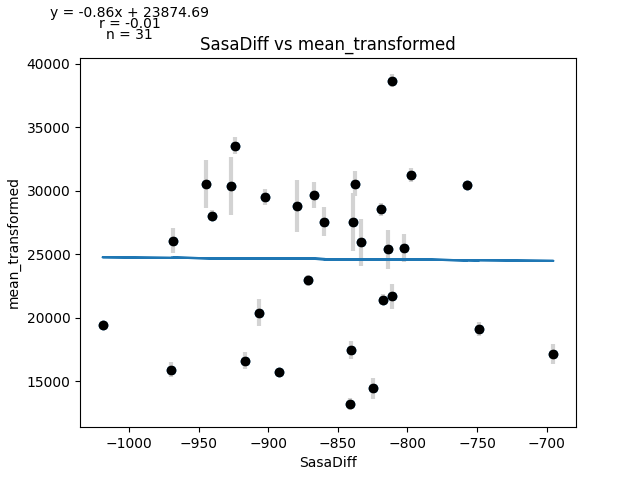 y = -0.86x + 23874.69
r = -0.01
n = 31
SasaDiff vs mean_transformed
40000
35000
30000
25000
20000
15000
mean_transformed
−1000
−950
−900
−850
−800
−750
−700
SasaDiff